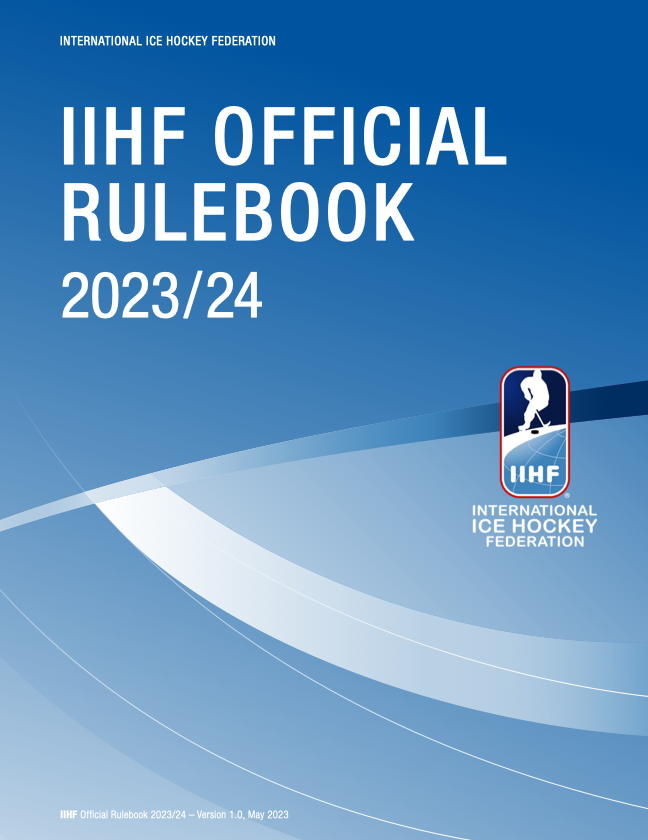 INTERNATIONAL ICE HOCKEY FEDERATION
IIHF OFFICIAL
RULEBOOK
2023/24
IIHF
®
INTERNATIONAL
ICE HOCKEY
FEDERATION
IIHF Official Rulebook 2023/24 – Version 1.0, May 2023